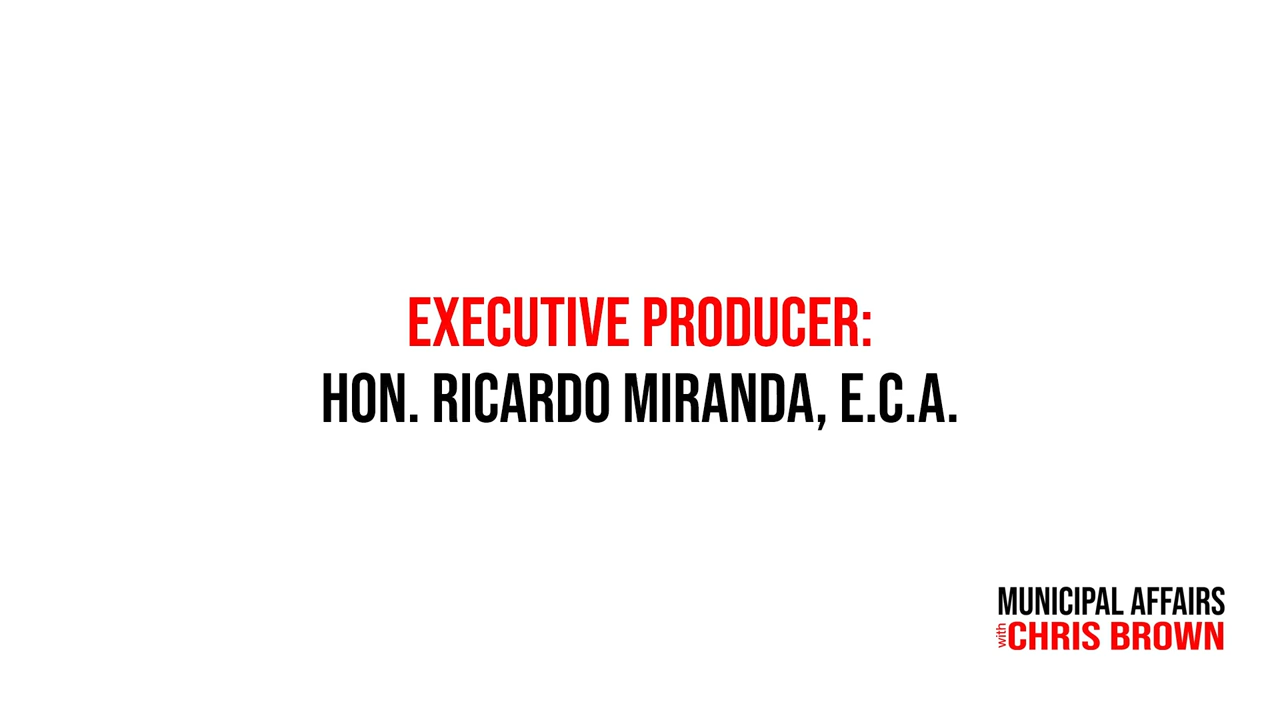 EXECUTIVE PRODUCER:
HON. RICARDO MIRANDA, E.C.A.
MUNICIPAL AFFAIRS
with CHRIS BROWN